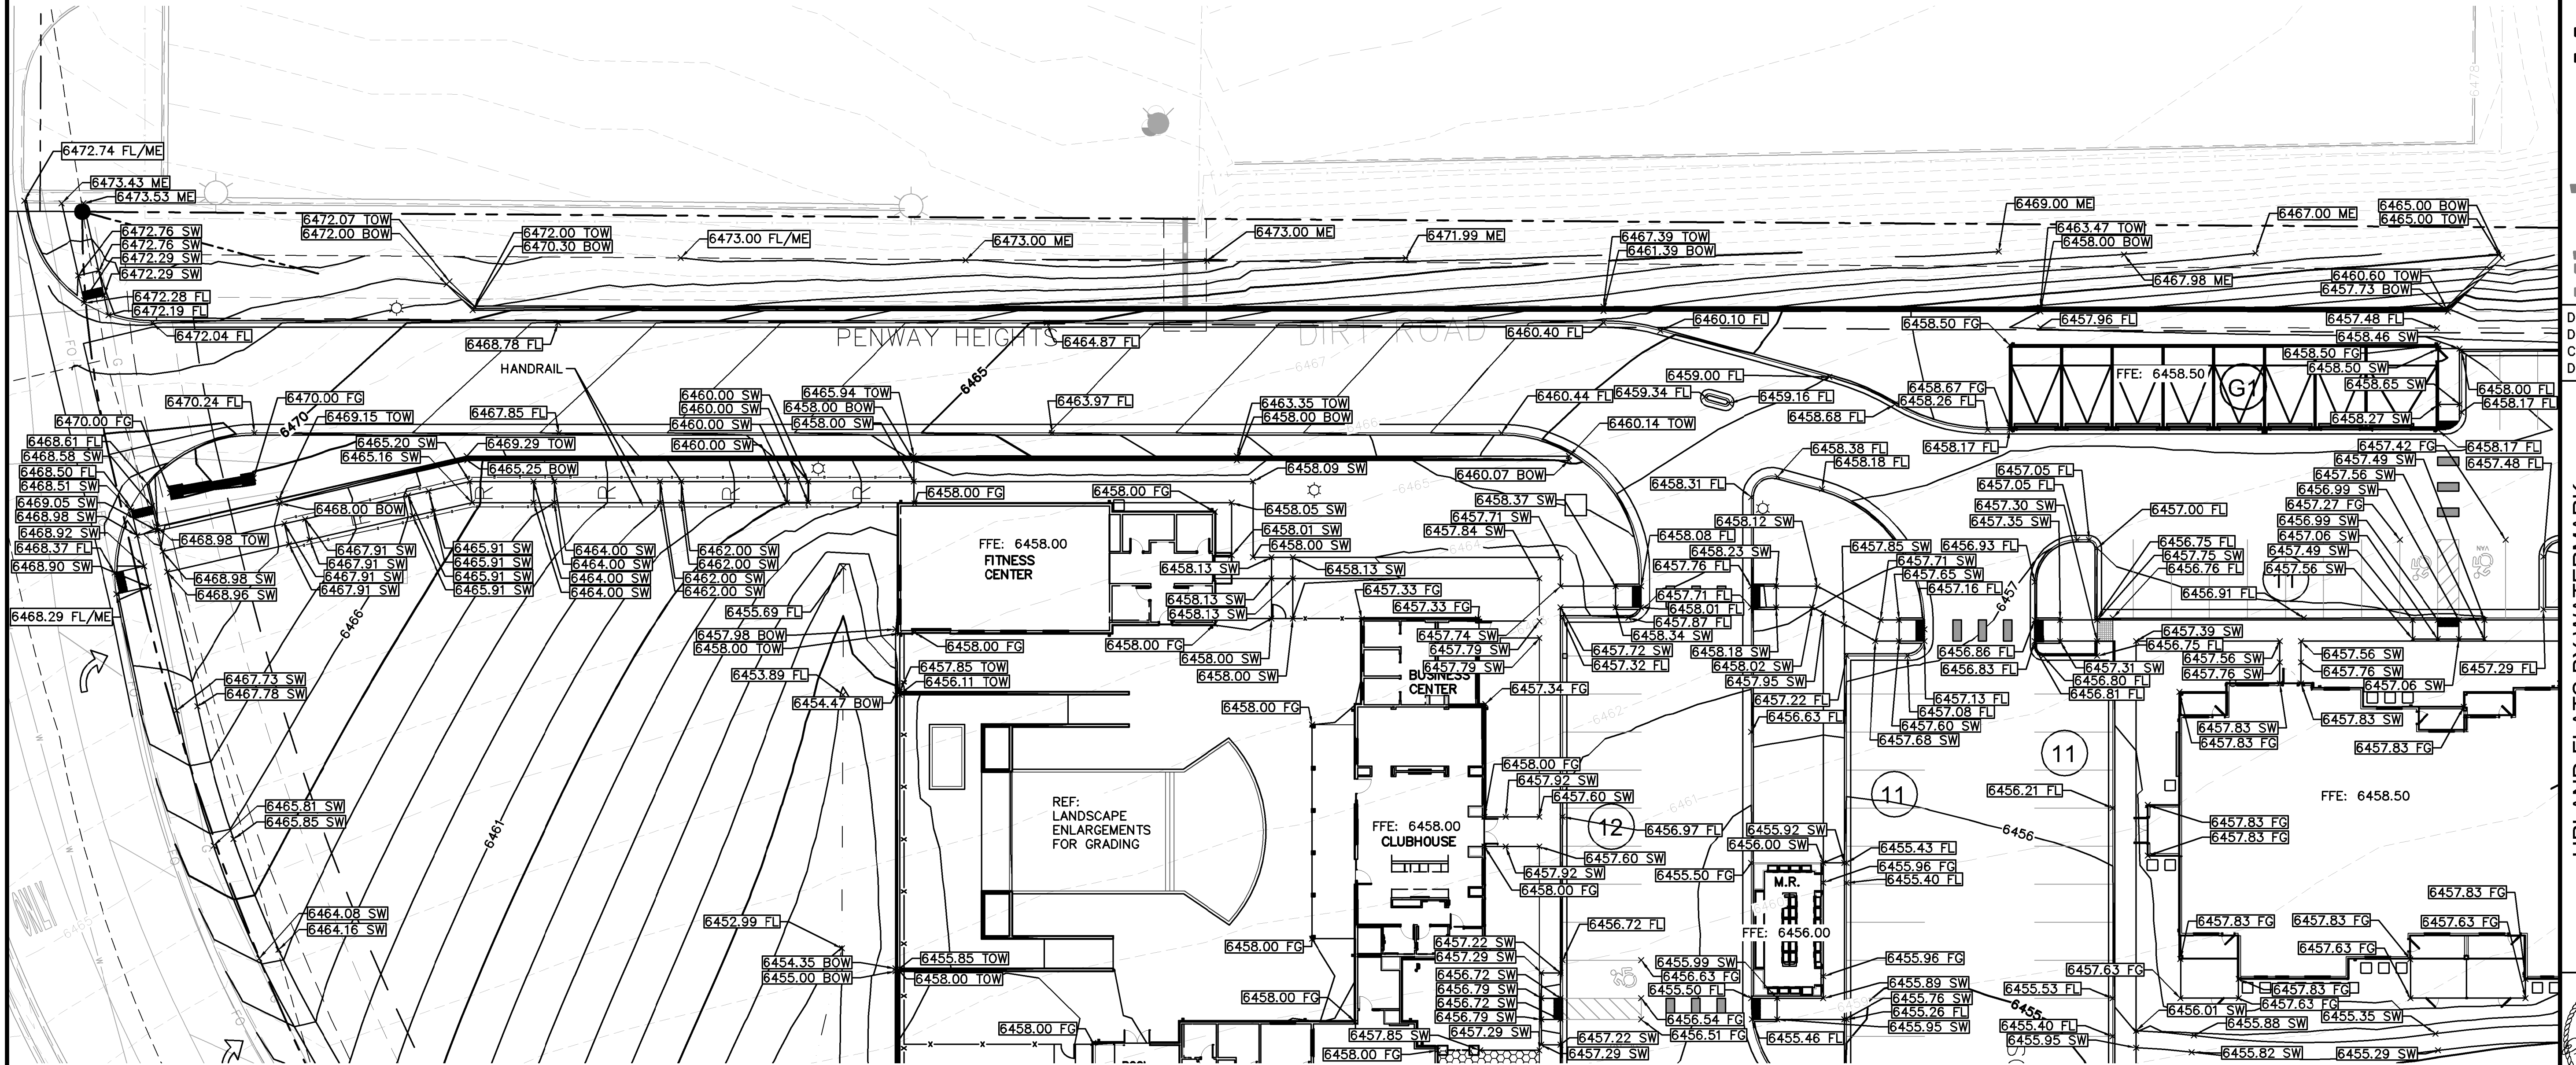 6472.74 FL/ME
6473.43 ME
6473.53 ME
6472.76 SW
6472.76 SW
6472.29 SW
6472.29 SW
6472.28 FL
6472.19 FL
6472.04 FL
6472.07 TOW
6472.00 BOW
6472.00 TOW
6470.30 BOW
6473.00 FL/ME
6473.00 ME
6473.00 ME
6471.99 ME
6467.39 TOW
6461.39 BOW
6469.00 ME
6463.47 TOW
6458.00 BOW
6467.98 ME
6467.00 ME
6465.00 BOW
6465.00 TOW
6460.60 TOW
6457.73 BOW
6478
PENWAY HEIGHTS
DIRT ROAD
6468.78 FL
6464.87 FL
6460.40 FL
6460.10 FL
6458.50 FG
6457.96 FL
6457.48 FL
6458.46 SW
6458.50 FG
6458.50 SW
6458.65 SW
6458.00 FL
6458.17 FL
6458.27 SW
FFE: 6458.50
G1
HANDRAIL
6470.24 FL
6470
6470.00 FG
6469.15 TOW
6467.85 FL
6460.00 SW
6460.00 SW
6460.00 SW
6460.00 SW
6465.94 TOW
6458.00 BOW
6458.00 SW
6465
6467
6463.97 FL
6463.35 TOW
6458.00 BOW
6466
6460.44 FL
6459.00 FL
6459.34 FL
6459.16 FL
6458.68 FL
6458.67 FG
6458.26 FL
6458.17 FL
6460.14 TOW
6460.07 BOW
6470.00 FG
6468.61 FL
6468.58 SW
6468.50 FL
6468.51 SW
6469.05 SW
6468.98 SW
6468.92 SW
6468.37 FL
6468.90 SW
6468.29 FL/ME
6465.20 SW
6465.16 SW
6469.29 TOW
6465.25 BOW
6468.00 BOW
6468.98 TOW
6468.98 SW
6468.96 SW
6467.91 SW
6467.91 SW
6467.91 SW
6467.91 SW
6465.91 SW
6465.91 SW
6465.91 SW
6465.91 SW
6464.00 SW
6464.00 SW
6464.00 SW
6464.00 SW
6462.00 SW
6462.00 SW
6462.00 SW
6462.00 SW
R
R
R
R
6458.00 FG
6458.00 FG
6458.09 SW
6458.05 SW
6458.01 SW
6458.00 SW
6458.13 SW
6458.13 SW
6458.13 SW
6458.13 SW
FFE: 6458.00
FITNESS
CENTER
6465
6464
6458.37 SW
6457.71 SW
6457.84 SW
6458.31 FL
6458.38 FL
6458.18 FL
6458.12 SW
6458.08 FL
6458.23 SW
6457.76 FL
6457.71 FL
6458.01 FL
6457.87 FL
6458.34 SW
6457.72 SW
6457.32 FL
6458.18 SW
6458.02 SW
6457.95 SW
6457.85 SW
6457.71 SW
6457.65 SW
6457.16 FL
6457
6457.05 FL
6457.05 FL
6457.30 SW
6457.35 SW
6456.93 FL
6457.00 FL
6456.75 FL
6457.75 SW
6456.76 FL
6456.91 FL
11
6457.42 FG
6457.49 SW
6457.56 SW
6456.99 SW
6457.27 FG
6456.99 SW
6457.06 SW
6457.49 SW
6457.56 SW
6458.17 FL
6457.48 FL
VAN
6455.69 FL
6457.98 BOW
6458.00 TOW
6458.00 FG
6458.00 FG
6458.00 SW
6458.00 SW
6457.33 FG
6457.33 FG
6457.74 SW
6457.79 SW
6457.79 SW
BUSINESS
CENTER
6457.34 FG
6457.85 TOW
6456.11 TOW
6453.89 FL
6454.47 BOW
6458.00 FG
6462
6457.22 FL
6456.63 FL
6457.13 FL
6457.08 FL
6457.60 SW
6457.68 SW
6456.86 FL
6456.83 FL
6457.31 SW
6456.80 FL
6456.81 FL
6457.39 SW
6456.75 FL
6457.56 SW
6457.76 SW
6457.56 SW
6457.76 SW
6457.06 SW
6457.29 FL
6457.83 SW
6457.83 FG
6457.83 SW
6457.83 FG
6466
6461
6467.73 SW
6467.78 SW
6465.81 SW
6465.85 SW
6464.08 SW
6464.16 SW
ONLY
6465
REF:
LANDSCAPE
ENLARGEMENTS
FOR GRADING
FFE: 6458.00
CLUBHOUSE
6458.00 FG
6457.92 SW
6457.60 SW
12
6456.97 FL
6461
6457.60 SW
6457.92 SW
6458.00 FG
11
11
6455.92 SW
6456.00 SW
6455.43 FL
6455.96 FG
6455.40 FL
6455.50 FG
M.R.
FFE: 6456.00
6456.21 FL
6456
FFE: 6458.50
6457.83 FG
6457.83 FG
6457.83 FG
6457.83 FG
6457.83 FG
6457.63 FG
6457.63 FG
6457.63 FG
6457.83 FG
6457.63 FG
6452.99 FL
6454.35 BOW
6455.00 BOW
6455.85 TOW
6458.00 TOW
6458.00 FG
6458.00 FG
6458.00 FG
6457.22 SW
6457.29 SW
6456.72 SW
6456.79 SW
6456.72 SW
6456.79 SW
6457.29 SW
6457.85 SW
6458.00 FG
6456.72 FL
6456.63 FG
6455.50 FL
6455.99 SW
6456.54 FG
6456.51 FG
6457.22 SW
6457.29 SW
6455.96 FG
6455.89 SW
6455.76 SW
6455.26 FL
6455.95 SW
6455.46 FL
6455.53 FL
6455
6455.40 FL
6455.95 SW
6456.01 SW
6455.88 SW
6455.35 SW
6455.82 SW
6455.29 SW